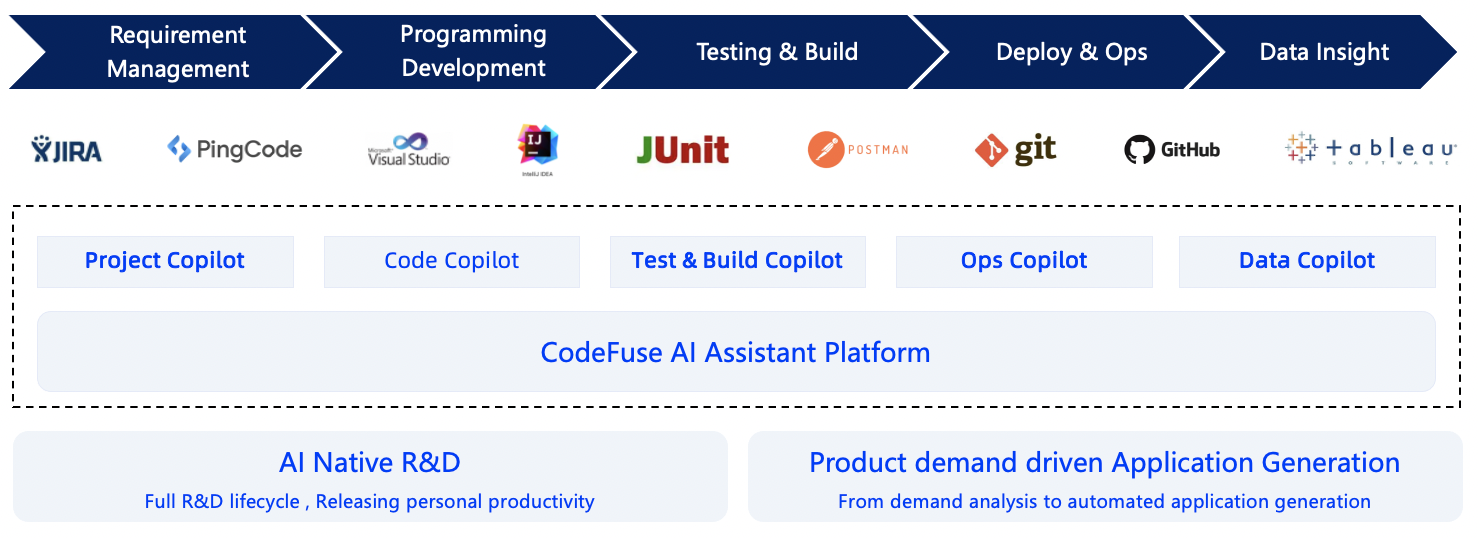 Requirement
Management
Programming
Development
Testing & Build
Deploy & Ops
Data Insight
JIRA
PingCode
Microsoft
Visual Studio
IJ
IntelliJ IDEA
JUnit
POSTMAN
git
GitHub
tableau
SOFTWARE
Project Copilot
Code Copilot
Test & Build Copilot
Ops Copilot
Data Copilot
CodeFuse AI Assistant Platform
AI Native R&D
Full R&D lifecycle , Releasing personal productivity
Product demand driven Application Generation
From demand analysis to automated application generation